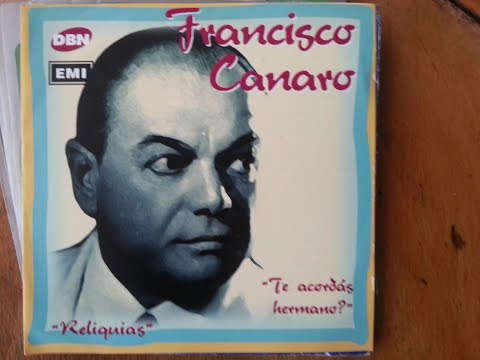 DBN
EMI
Francisco
Canaro
"Te acordás
hermano?"
"Reliquias"